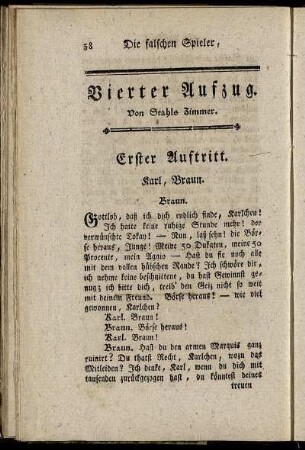 58 Die falschen Spieler,
Vierter Aufzug.
Von Stahls Zimmer.
Erster Auftritt.
Karl, Braun.
Braun.
Gottlob, daß ich dich endlich finde, Karlchen!
Ich hatte keine ruhige Stunde mehr! der
verwünschte Tokay! — Nun, laß sehn! die Bör-
se heraus, Junge! Meine 50 Dukaten, meine 50
Procente, mein Agnio — Hast du sie noch alle
mit dem vollen hübschen Rande? Ich schwöre dir,
ich nehme keine beschnittene, du hast Gewinnst ge-
nug; ich bitte dich, treib' den Geiz nicht so weit
mit deinem Freund. Börse heraus! — wie viel
gewonnen, Karlchen?
Karl. Braun!
Braun. Börse heraus!
Karl. Braun!
Braun. Hast du den armen Marquis ganz
ruinirt? Du thatst Recht, Karlchen, wozu das
Mitleiden? Ich denke, Karl, wenn du dich mit
tausenden zurückgezogen hast, du könntest deines
treuen